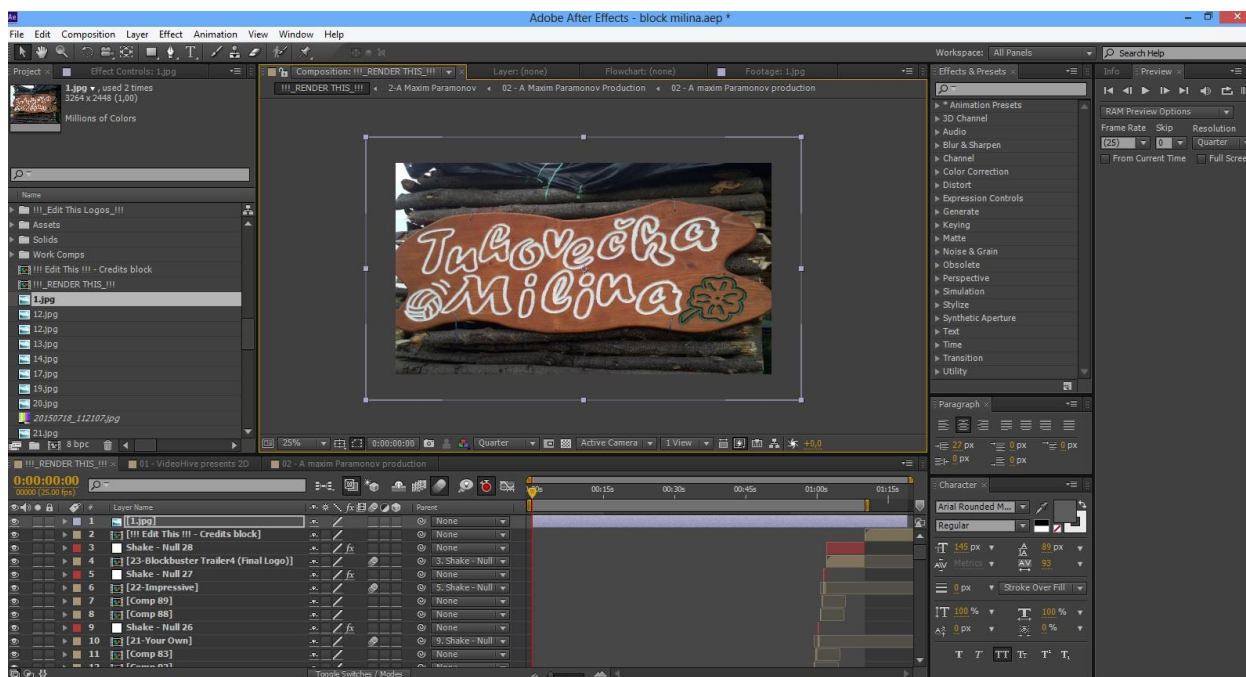 Adobe After Effects - block milina.aep *
File Edit Composition Layer Effect Animation View Window Help
Workspace: All Panels
Search Help
Project
Effect Controls: 1.jpg
Composition: !!!_RENDER THIS_!!!
Layer: (none)
Flowchart: (none)
Footage: 1.jpg
Effects & Presets
Info
Preview
1.jpg , used 2 times
3264 x 2448 (1,00)
Millions of Colors
!!!_RENDER THIS_!!! 2-A Maxim Paramonov 02 - A Maxim Paramonov Production 02 - A maxim Paramonov production
Name
!!!_Edit This Logos_!!!
Assets
Solids
Work Comps
!!! Edit This !!! - Credits block
!!!_RENDER THIS_!!!
1.jpg
12.jpg
12.jpg
13.jpg
14.jpg
17.jpg
19.jpg
20.jpg
20150718_112107.jpg
21.jpg
8 bpc
Tuhovečka
Milina
25%
0:00:00:00
Quarter
Active Camera
1 View
+0,0
* Animation Presets
3D Channel
Audio
Blur & Sharpen
Channel
Color Correction
Distort
Expression Controls
Generate
Keying
Matte
Noise & Grain
Obsolete
Perspective
Simulation
Stylize
Synthetic Aperture
Text
Time
Transition
Utility
RAM Preview Options
Frame Rate Skip Resolution
(25) 0 Quarter
From Current Time Full Scree
Paragraph
27 px 0 px 0 px
0 px 0 px
Character
Arial Rounded M...
Regular
145 px 89 px
Metrics 93
0 px Stroke Over Fill
100 % 100 %
0 px 0 %
T T TT Tr T' T,
!!!_RENDER THIS_!!!
01 - VideoHive presents 2D
02 - A maxim Paramonov production
0:00:00:00
00000 (25.00 fps)
# Layer Name Parent
00:15s 00:30s 00:45s 01:00s 01:15s
1 [1.jpg] None
2 [!!! Edit This !!! - Credits block] None
3 Shake - Null 28 None
4 [23-Blockbuster Trailer4 (Final Logo)] 3. Shake - Null
5 Shake - Null 27 None
6 [22-Impressive] 5. Shake - Null
7 [Comp 89] None
8 [Comp 88] None
9 Shake - Null 26 None
10 [21-Your Own] 9. Shake - Null
11 [Comp 83] None
Toggle Switches / Modes